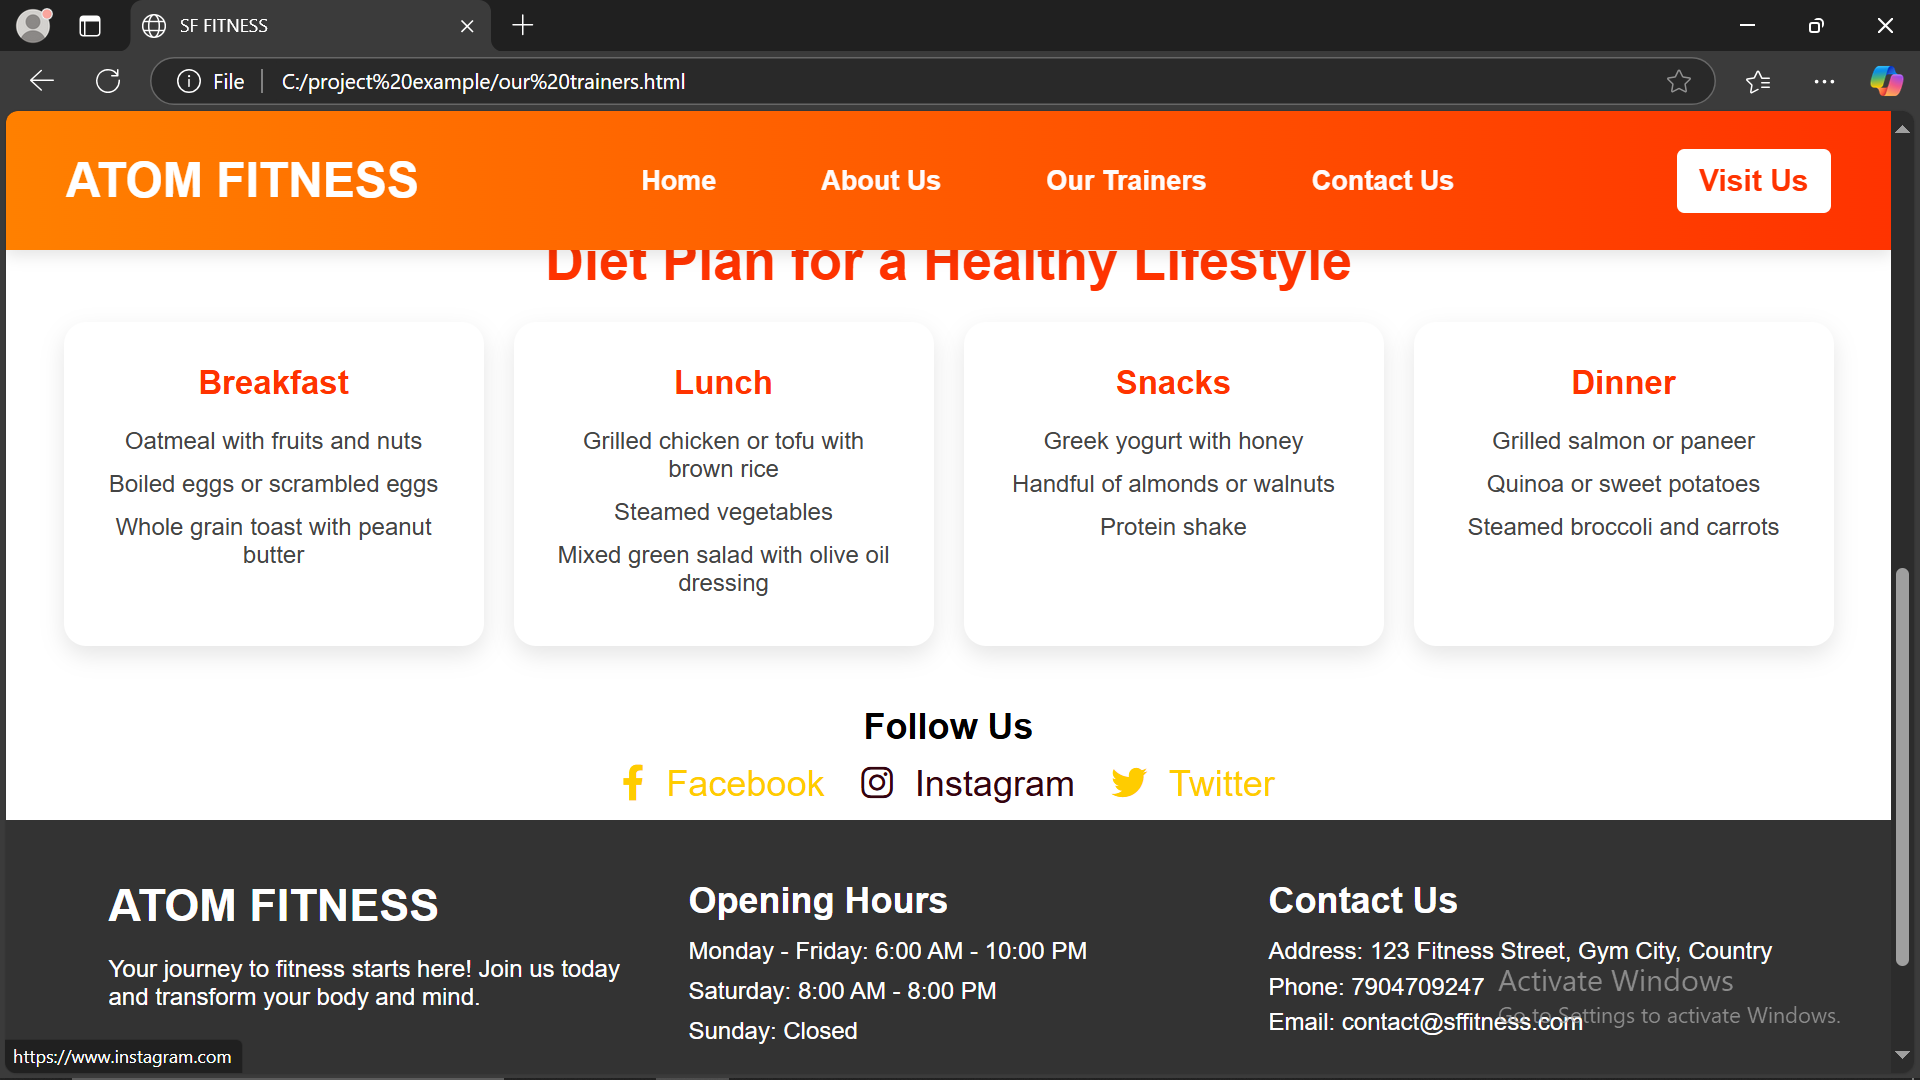 SF FITNESS
File
C:/project%20example/our%20trainers.html
ATOM FITNESS
Home
About Us
Our Trainers
Contact Us
Visit Us
Diet Plan for a Healthy Lifestyle
Breakfast
Oatmeal with fruits and nuts
Boiled eggs or scrambled eggs
Whole grain toast with peanut
butter
Lunch
Grilled chicken or tofu with
brown rice
Steamed vegetables
Mixed green salad with olive oil
dressing
Snacks
Greek yogurt with honey
Handful of almonds or walnuts
Protein shake
Dinner
Grilled salmon or paneer
Quinoa or sweet potatoes
Steamed broccoli and carrots
Follow Us
Facebook
Instagram
Twitter
ATOM FITNESS
Your journey to fitness starts here! Join us today
and transform your body and mind.
Opening Hours
Monday - Friday: 6:00 AM - 10:00 PM
Saturday: 8:00 AM - 8:00 PM
Sunday: Closed
Contact Us
Address: 123 Fitness Street, Gym City, Country
Phone: 7904709247
Email: contact@sffitness.com
Activate Windows
Go to Settings to activate Windows.
https://www.instagram.com